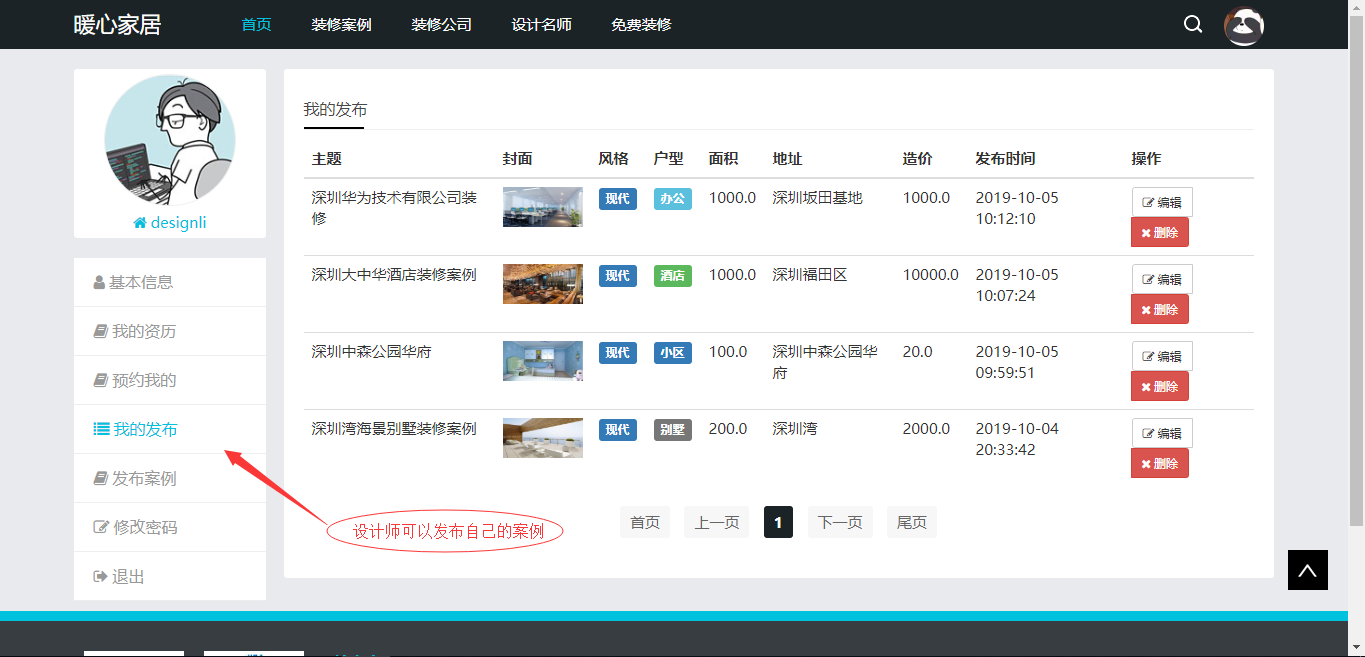 暖心家居
首页
装修案例
装修公司
设计名师
免费装修
designli
基本信息
我的资历
预约我的
我的发布
发布案例
修改密码
退出
我的发布
主题 封面 风格 户型 面积 地址 造价 发布时间 操作
深圳华为技术有限公司装 现代 办公 1000.0 深圳坂田基地 1000.0 2019-10-05 编辑
修 10:12:10 删除
深圳大中华酒店装修案例 现代 酒店 1000.0 深圳福田区 10000.0 2019-10-05 编辑
10:07:24 删除
深圳中森公园华府 现代 小区 100.0 深圳中森公园华 20.0 2019-10-05 编辑
府 09:59:51 删除
深圳湾海景别墅装修案例 现代 别墅 200.0 深圳湾 2000.0 2019-10-04 编辑
20:33:42 删除
首页 上一页 1 下一页 尾页
设计师可以发布自己的案例